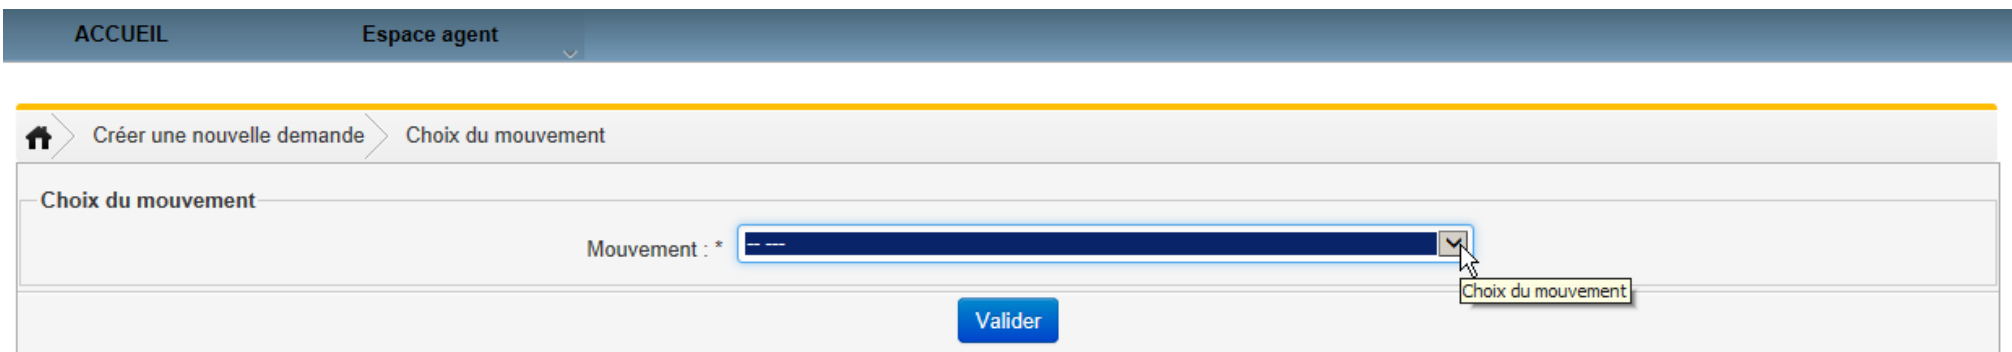 ACCUEIL Espace agent
Créer une nouvelle demande Choix du mouvement
Choix du mouvement
Mouvement : * -- ---
Choix du mouvement
Valider